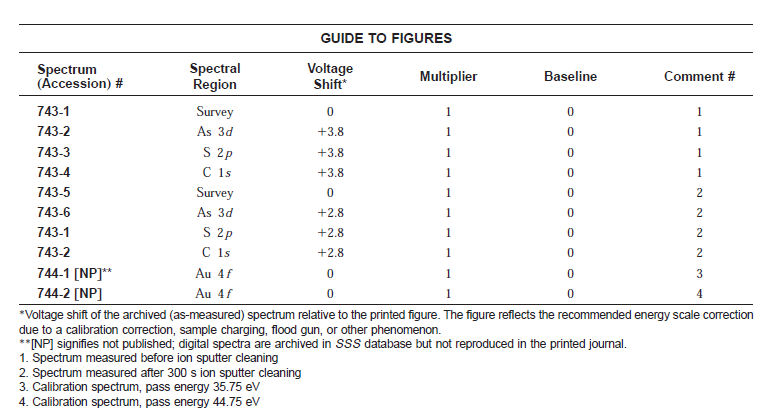 GUIDE TO FIGURES
Spectrum (Accession) # Spectral Region Voltage Shift* Multiplier Baseline Comment #
743-1 Survey 0 1 0 1
743-2 As 3d +3.8 1 0 1
743-3 S 2p +3.8 1 0 1
743-4 C 1s +3.8 1 0 1
743-5 Survey 0 1 0 2
743-6 As 3d +2.8 1 0 2
743-1 S 2p +2.8 1 0 2
743-2 C 1s +2.8 1 0 2
744-1 [NP]** Au 4f 0 1 0 3
744-2 [NP] Au 4f 0 1 0 4
*Voltage shift of the archived (as-measured) spectrum relative to the printed figure. The figure reflects the recommended energy scale correction
due to a calibration correction, sample charging, flood gun, or other phenomenon.
**[NP] signifies not published; digital spectra are archived in SSS database but not reproduced in the printed journal.
1. Spectrum measured before ion sputter cleaning
2. Spectrum measured after 300 s ion sputter cleaning
3. Calibration spectrum, pass energy 35.75 eV
4. Calibration spectrum, pass energy 44.75 eV